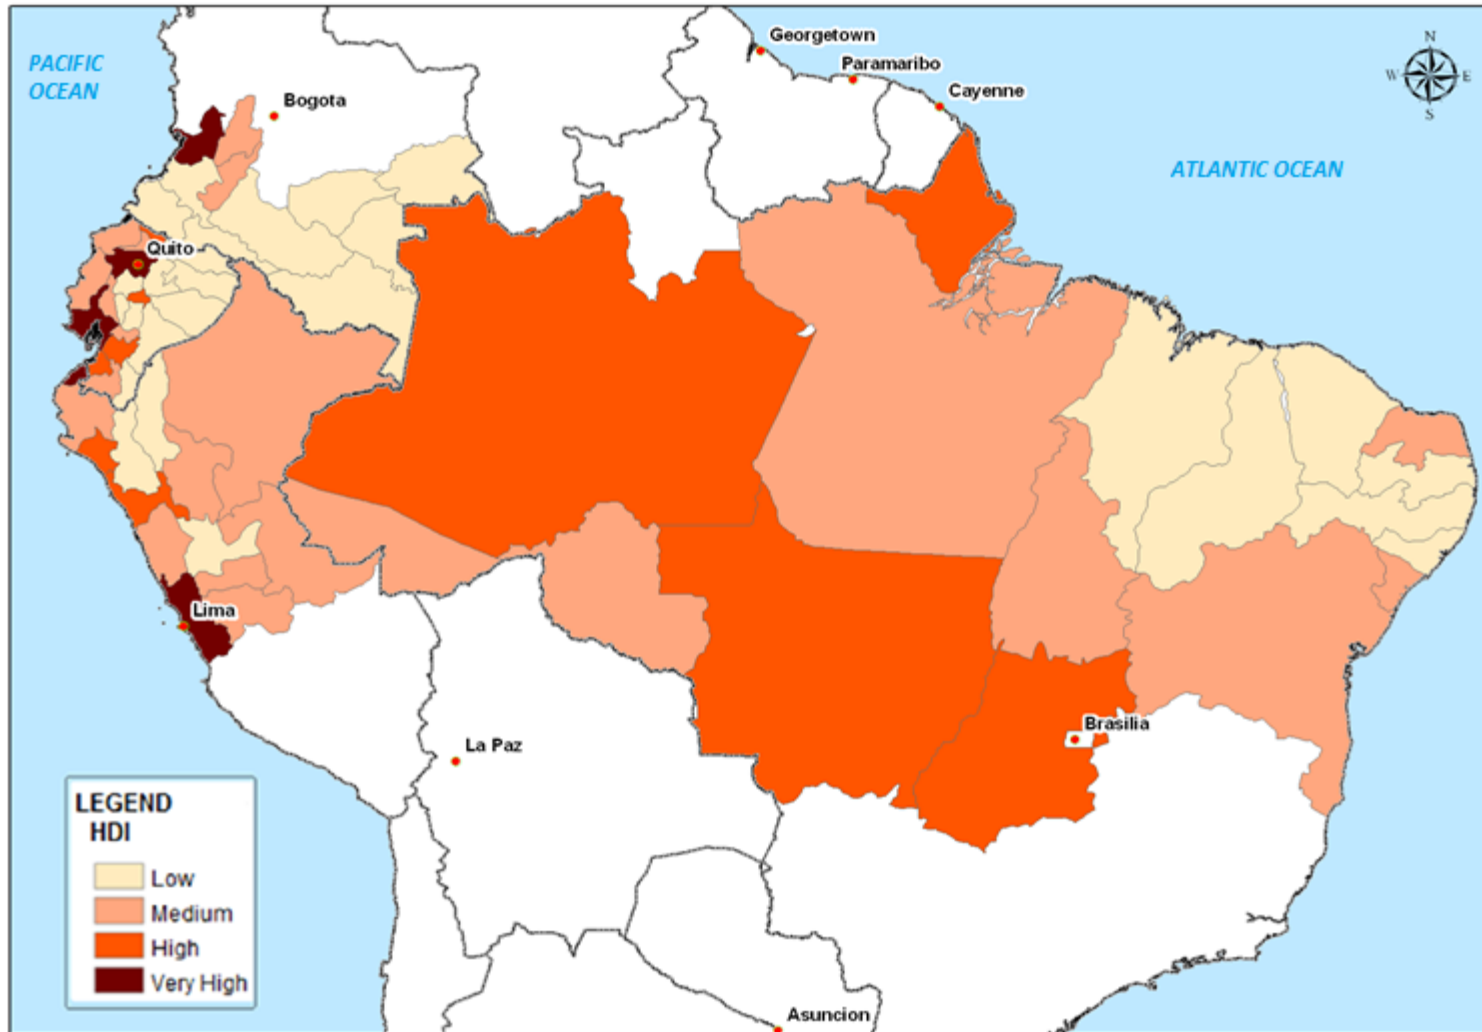 Georgetown
PACIFIC
OCEAN
N
W
E
S
Paramaribo
Cayenne
Bogota
ATLANTIC OCEAN
Quito
Lima
Brasilia
La Paz
LEGEND
HDI
Low
Medium
High
Very High
Asuncion